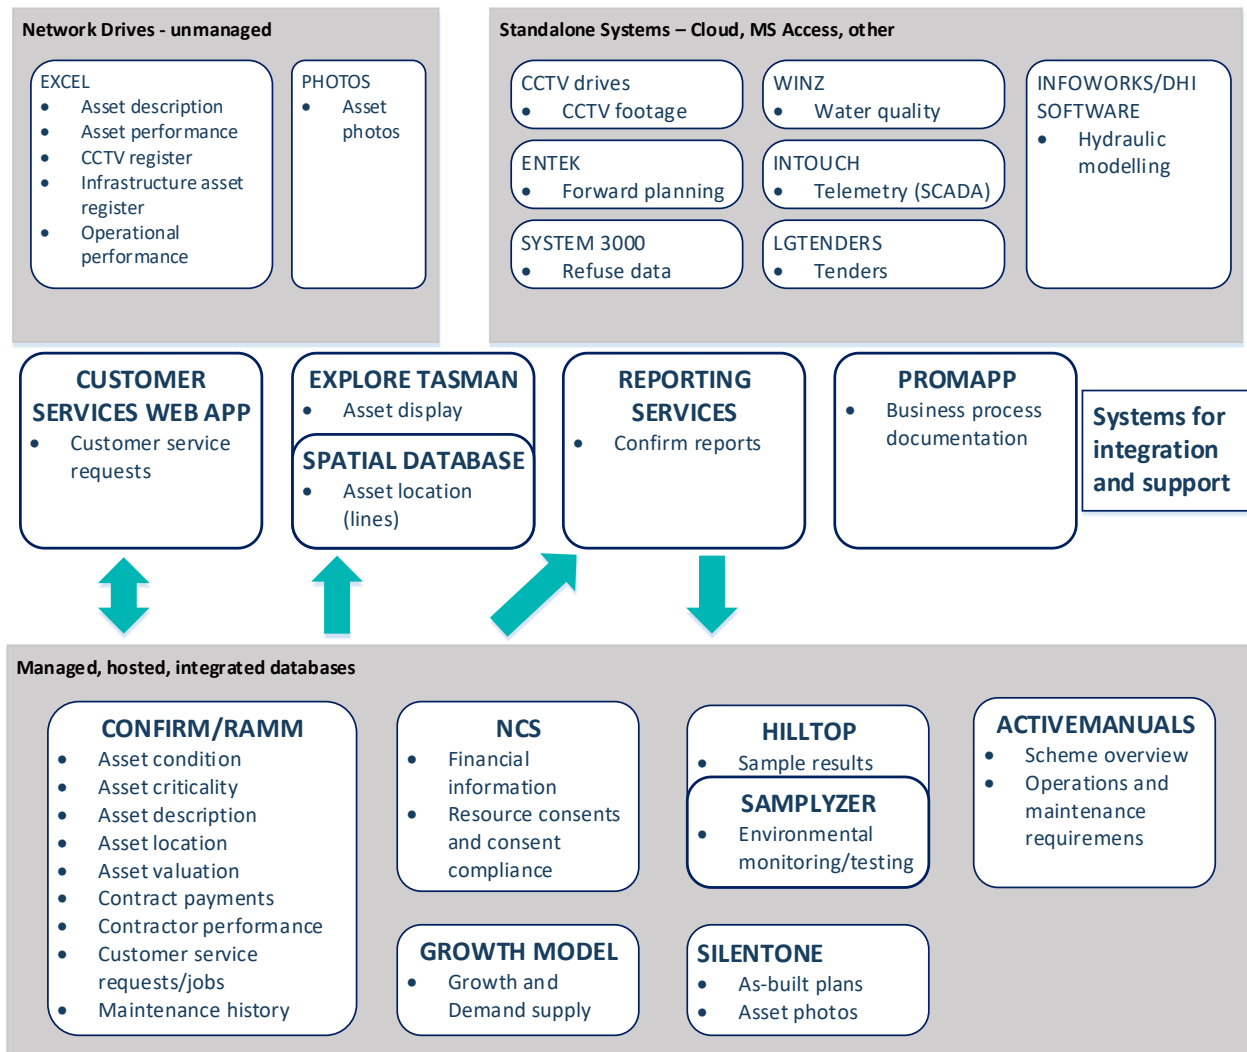 Network Drives - unmanaged
EXCEL
• Asset description
• Asset performance
• CCTV register
• Infrastructure asset
register
• Operational
performance
PHOTOS
• Asset
photos
Standalone Systems – Cloud, MS Access, other
CCTV drives
• CCTV footage
WINZ
• Water quality
INFOWORKS/DHI
SOFTWARE
• Hydraulic
modelling
ENTEK
• Forward planning
INTOUCH
• Telemetry (SCADA)
SYSTEM 3000
• Refuse data
LGTENDERS
• Tenders
CUSTOMER
SERVICES WEB APP
• Customer service
requests
EXPLORE TASMAN
• Asset display
SPATIAL DATABASE
• Asset location
(lines)
REPORTING
SERVICES
• Confirm reports
PROMAPP
• Business process
documentation
Systems for
integration
and support
Managed, hosted, integrated databases
CONFIRM/RAMM
• Asset condition
• Asset criticality
• Asset description
• Asset location
• Asset valuation
• Contract payments
• Contractor performance
• Customer service
requests/jobs
• Maintenance history
NCS
• Financial
information
• Resource consents
and consent
compliance
HILLTOP
• Sample results
SAMPLYZER
• Environmental
monitoring/testing
ACTIVEMANUALS
• Scheme overview
• Operations and
maintenance
requiremens
GROWTH MODEL
• Growth and
Demand supply
SILENTONE
• As-built plans
• Asset photos